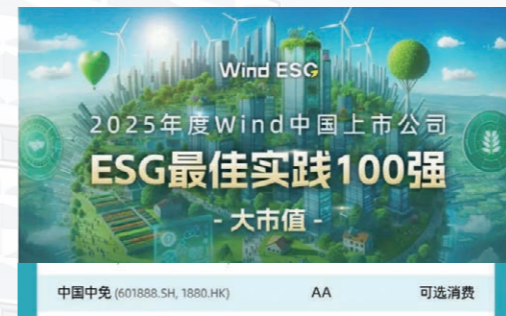 Wind ESG
2025年度Wind中国上市公司
ESG最佳实践100强
- 大市值 -
中国中免 (601888.SH, 1880.HK) AA 可选消费